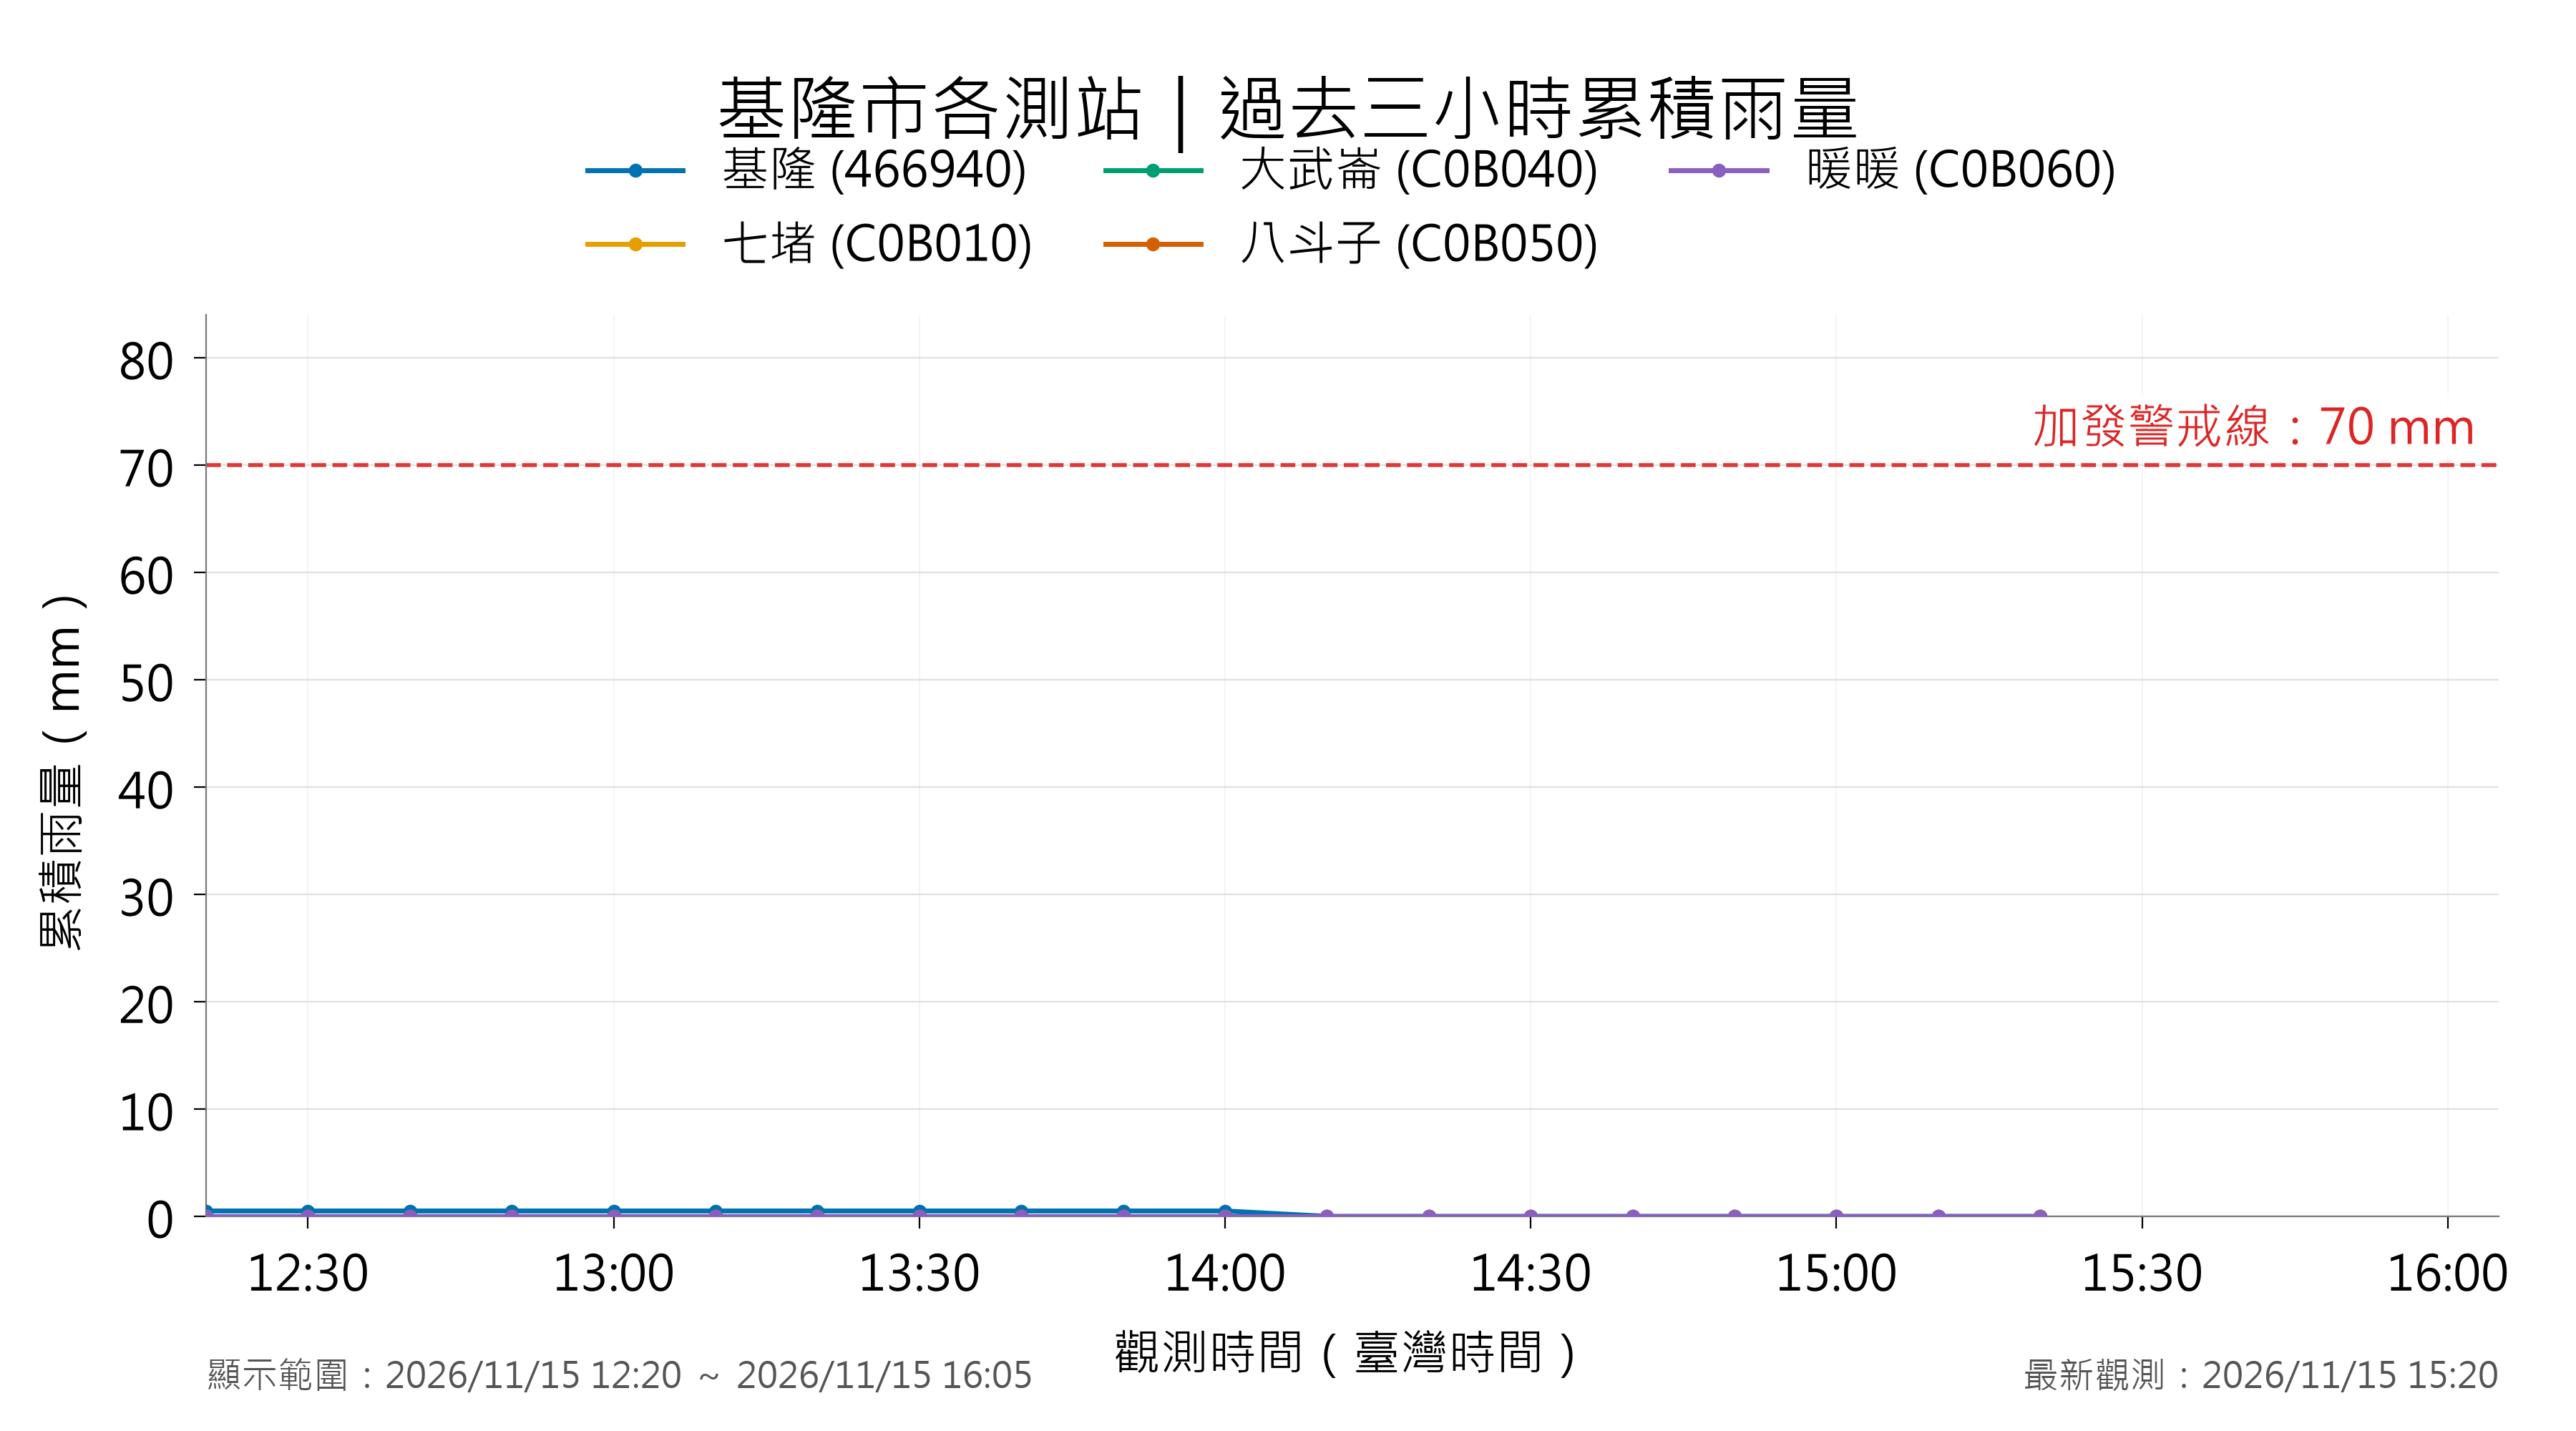 基隆市各測站｜過去三小時累積雨量
基隆 (466940)
大武崙 (C0B040)
暖暖 (C0B060)
七堵 (C0B010)
八斗子 (C0B050)
80
加發警戒線：70 mm
70
60
50
40
30
20
10
0
累積雨量（mm）
12:30 13:00 13:30 14:00 14:30 15:00 15:30 16:00
觀測時間（臺灣時間）
顯示範圍：2026/11/15 12:20 ~ 2026/11/15 16:05
最新觀測：2026/11/15 15:20